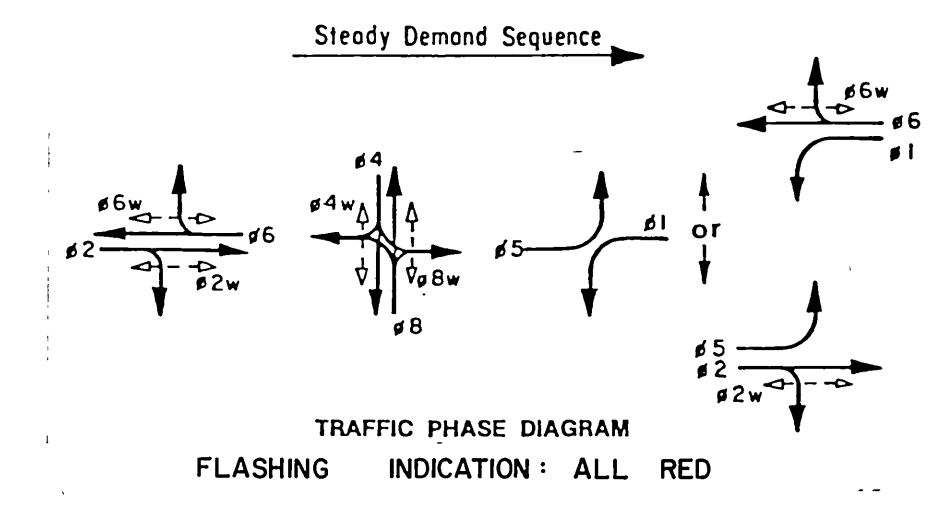 Steady Demand Sequence
ø6w
ø6
ø1
ø4
ø6w
ø4w
ø6
ø2
ø5
ø1
or
ø2w
ø8w
ø8
ø5
ø2
ø2w
TRAFFIC PHASE DIAGRAM
FLASHING INDICATION: ALL RED